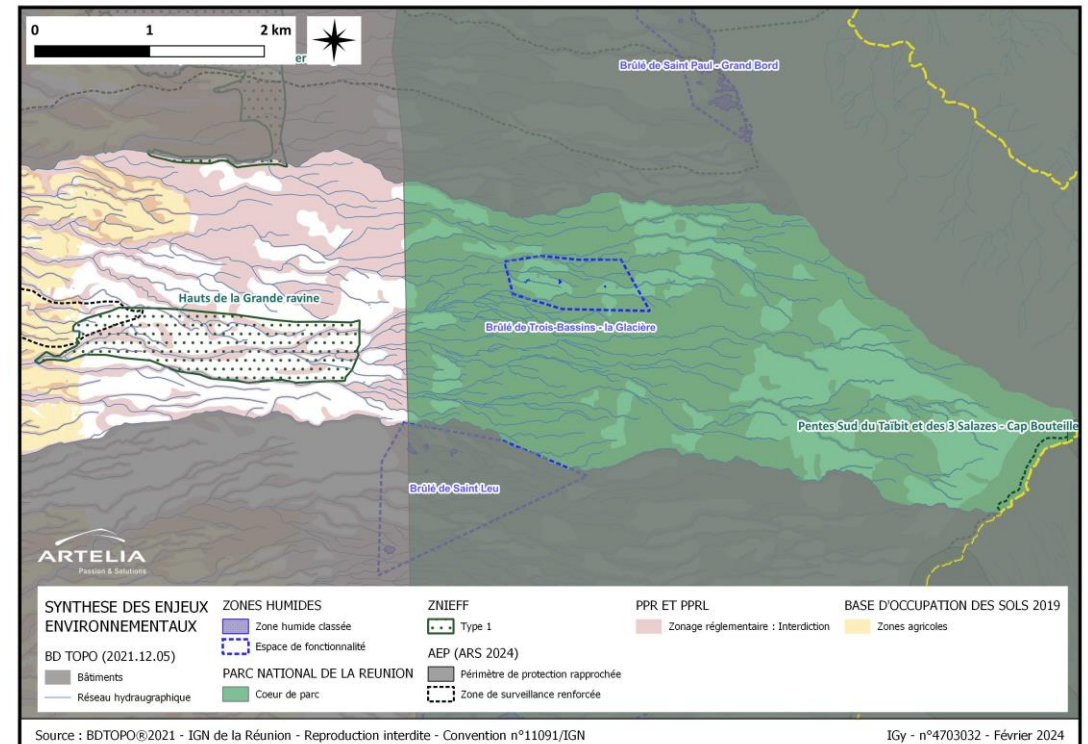 0 1 2 km
er
Brûlé de Saint Paul - Grand Bord
Hauts de la Grande ravine
Brûlé de Trois-Bassins - la Glacière
Pentes Sud du Taïbit et des 3 Salazes - Cap Bouteille
Brûlé de Saint Leu
ARTELIA
Passion & Solutions
SYNTHESE DES ENJEUX
ENVIRONNEMENTAUX
BD TOPO (2021.12.05)
Bâtiments
Réseau hydraugraphique
ZONES HUMIDES
Zone humide classée
Espace de fonctionnalité
PARC NATIONAL DE LA REUNION
Coeur de parc
ZNIEFF
Type 1
AEP (ARS 2024)
Périmètre de protection rapprochée
Zone de surveillance renforcée
PPR ET PPRL
Zonage réglementaire : Interdiction
BASE D'OCCUPATION DES SOLS 2019
Zones agricoles
Source : BDTOPO®2021 - IGN de la Réunion - Reproduction interdite - Convention n°11091/IGN
IGy - n°4703032 - Février 2024